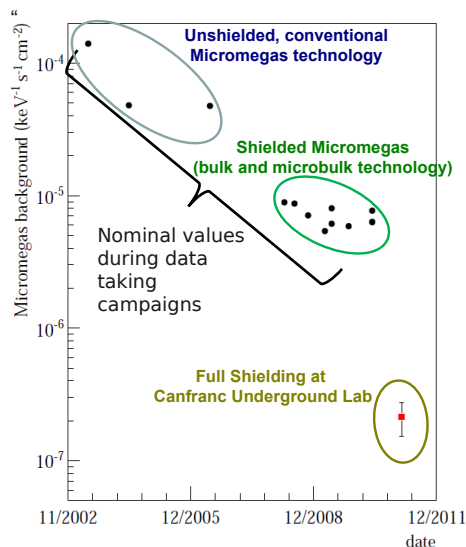 “
Unshielded, conventional
Micromegas technology
Micromegas background (keV⁻¹ s⁻¹ cm⁻²)
10⁻⁴
Shielded Micromegas
(bulk and microbulk technology)
10⁻⁵
Nominal values
during data
taking
campaigns
10⁻⁶
Full Shielding at
Canfranc Underground Lab
10⁻⁷
11/2002 12/2005 12/2008 12/2011
date